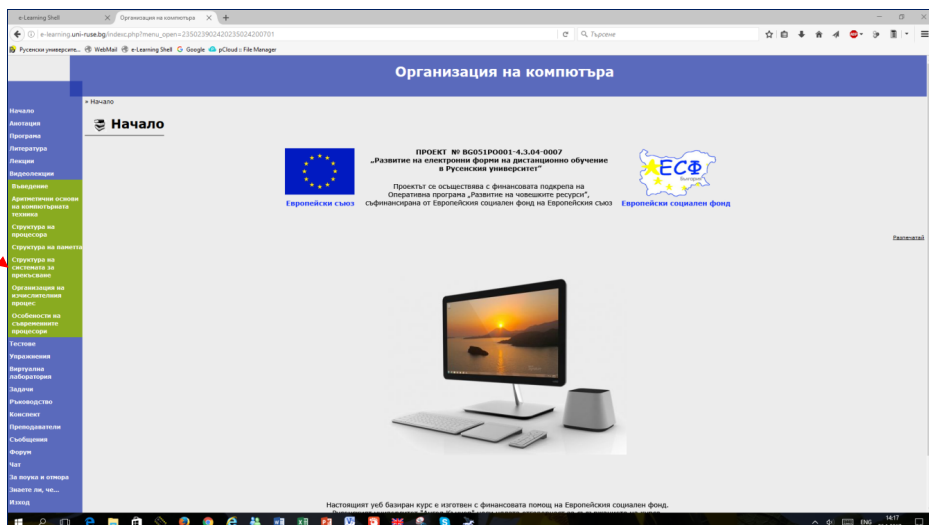 e-Learning Shell
Организация на компютъра
e-learning.uni-ruse.bg/indexc.php?menu_open=235023902420235024200701
Търсене
Русенски университе...
WebMail
e-Learning Shell
Google
pCloud :: File Manager
Организация на компютъра
» Начало
Начало
ПРОЕКТ № BG051PO001-4.3.04-0007
„Развитие на електронни форми на дистанционно обучение
в Русенския университет"
Проектът се осъществява с финансовата подкрепа на
Оперативна програма „Развитие на човешките ресурси",
съфинансирана от Европейския социален фонд на Европейския съюз
Европейски съюз
ЕСФ
България
Европейски социален фонд
Разпечатай
Начало
Анотация
Програма
Литература
Лекции
Видеолекции
Въведение
Аритметични основи
на компютърната
техника
Структура на
процесора
Структура на паметта
Структура на
системата за
прекъсване
Организация на
изчислителния
процес
Особености на
съвременните
процесори
Тестове
Упражнения
Виртуална
лаборатория
Задачи
Ръководство
Конспект
Преподаватели
Съобщения
Форум
Чат
За поука и отмора
Знаете ли, че...
Изход
Настоящият уеб базиран курс е изготвен с финансовата помощ на Европейския социален фонд.
ENG
14:17